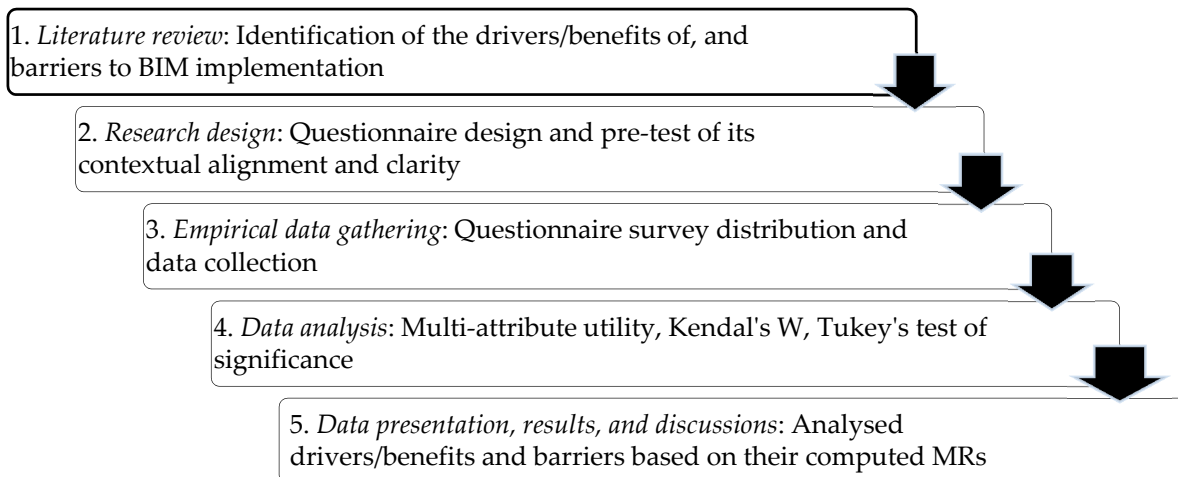 1. Literature review: Identification of the drivers/benefits of, and
barriers to BIM implementation
2. Research design: Questionnaire design and pre-test of its
contextual alignment and clarity
3. Empirical data gathering: Questionnaire survey distribution and
data collection
4. Data analysis: Multi-attribute utility, Kendal's W, Tukey's test of
significance
5. Data presentation, results, and discussions: Analysed
drivers/benefits and barriers based on their computed MRs